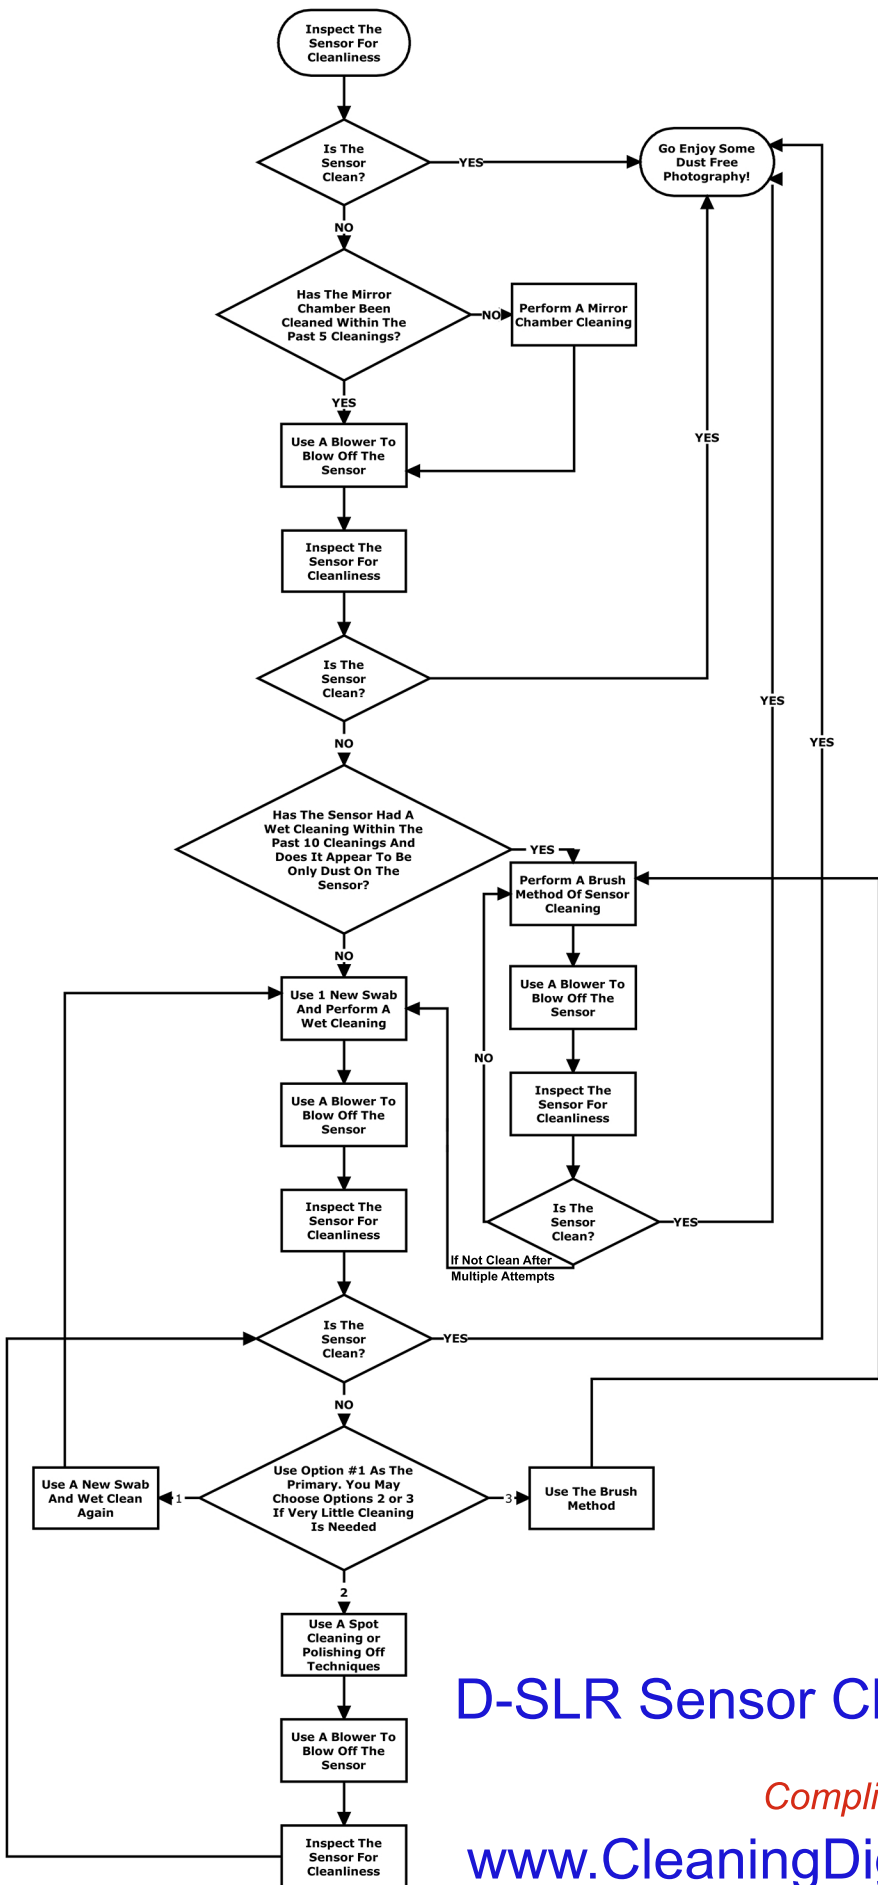 Inspect The
Sensor For
Cleanliness
Is The
Sensor
Clean?
YES
Go Enjoy Some
Dust Free
Photography!
NO
Has The Mirror
Chamber Been
Cleaned Within The
Past 5 Cleanings?
NO
Perform A Mirror
Chamber Cleaning
YES
Use A Blower To
Blow Off The
Sensor
YES
Inspect The
Sensor For
Cleanliness
Is The
Sensor
Clean?
YES
NO
YES
Has The Sensor Had A
Wet Cleaning Within The
Past 10 Cleanings And
Does It Appear To Be
Only Dust On The
Sensor?
YES
Perform A Brush
Method Of Sensor
Cleaning
NO
Use 1 New Swab
And Perform A
Wet Cleaning
Use A Blower To
Blow Off The
Sensor
NO
Use A Blower To
Blow Off The
Sensor
Inspect The
Sensor For
Cleanliness
Inspect The
Sensor For
Cleanliness
Is The
Sensor
Clean?
YES
If Not Clean After
Multiple Attempts
Is The
Sensor
Clean?
YES
NO
Use Option #1 As The
Primary. You May
Choose Options 2 or 3
If Very Little Cleaning
Is Needed
1
Use A New Swab
And Wet Clean
Again
3
Use The Brush
Method
2
Use A Spot
Cleaning or
Polishing Off
Techniques
D-SLR Sensor Cl
Use A Blower To
Blow Off The
Sensor
Compli
Inspect The
Sensor For
Cleanliness
www.CleaningDig